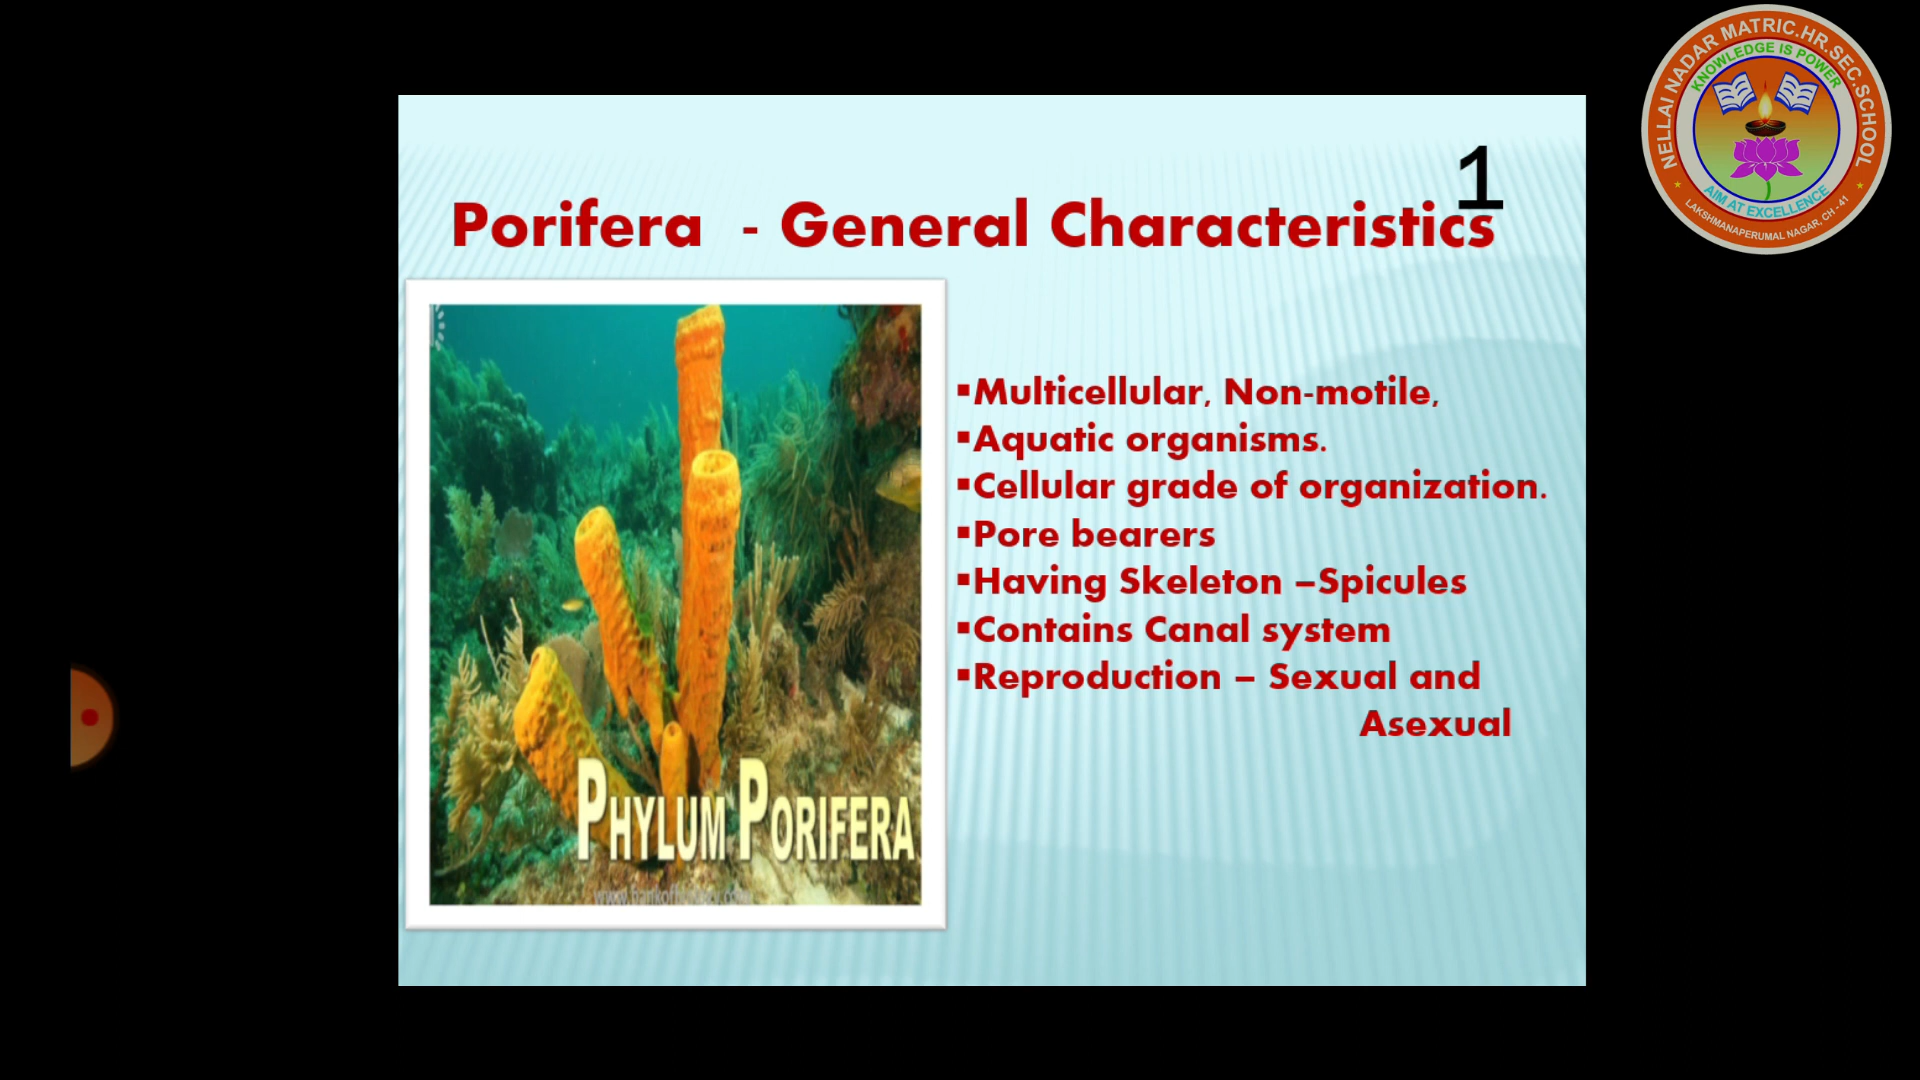 1
Porifera - General Characteristics
▪Multicellular, Non-motile,
▪Aquatic organisms.
▪Cellular grade of organization.
▪Pore bearers
▪Having Skeleton –Spicules
▪Contains Canal system
▪Reproduction – Sexual and
Asexual
PHYLUM PORIFERA
NELLAI NADAR MATRIC.HR.SEC.SCHOOL
KNOWLEDGE IS POWER
AIM AT EXCELLENCE
LAKSHMANAPERUMAL NAGAR, CH - 41